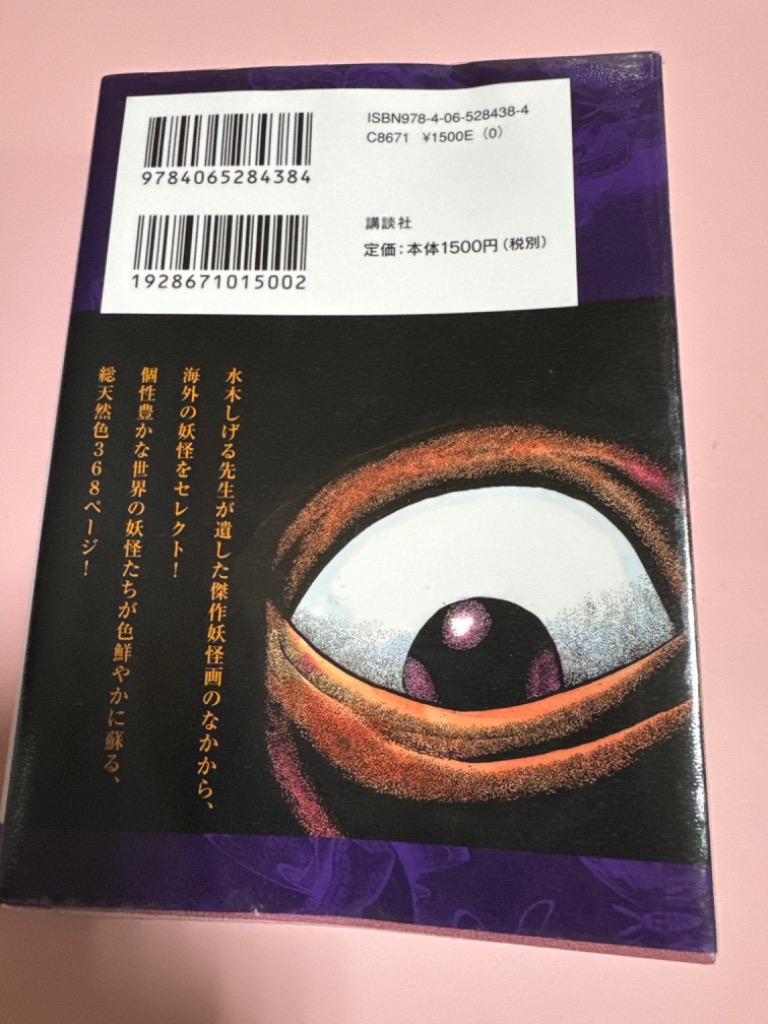 ISBN978-4-06-528438-4
C8671 ¥1500E (0)
9784065284384
講談社
定価:本体1500円(税別)
1928671015002
水木しげる先生が遺した傑作妖怪画のなかから、
海外の妖怪をセレクト!
個性豊かな世界の妖怪たちが色鮮やかに蘇る、
総天然色368ページ!